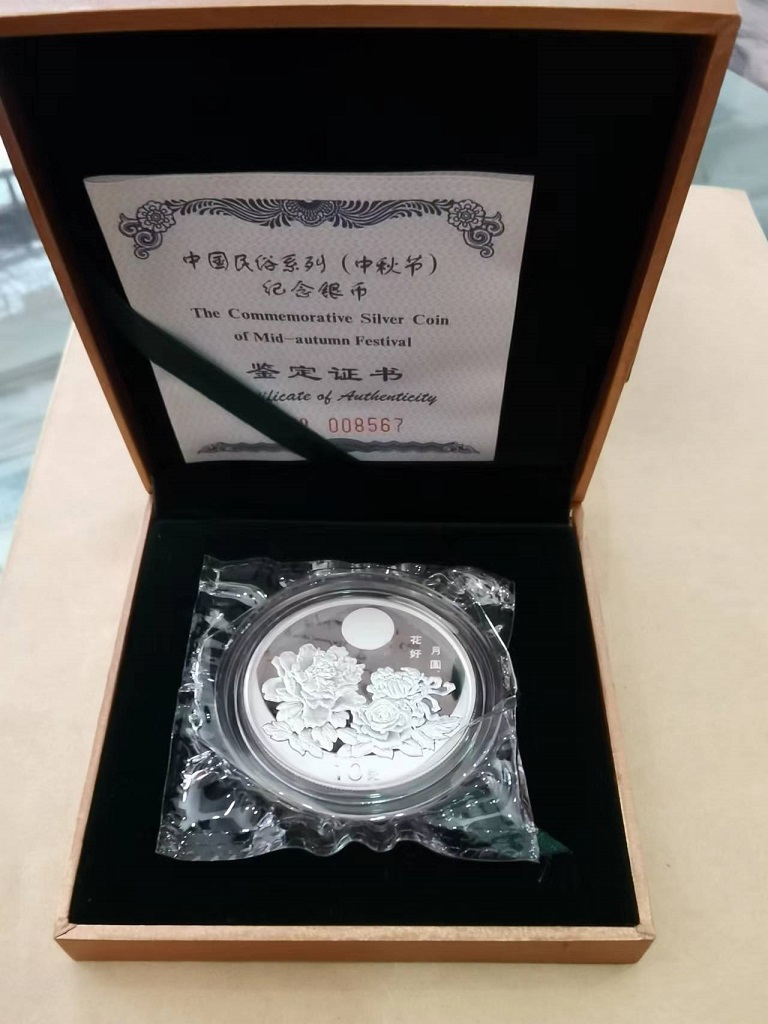 中国民俗系列（中秋节）
纪念银币
The Commemorative Silver Coin
of Mid-autumn Festival
鉴定证书
of Authenticity
008567
月圆
花好
10元